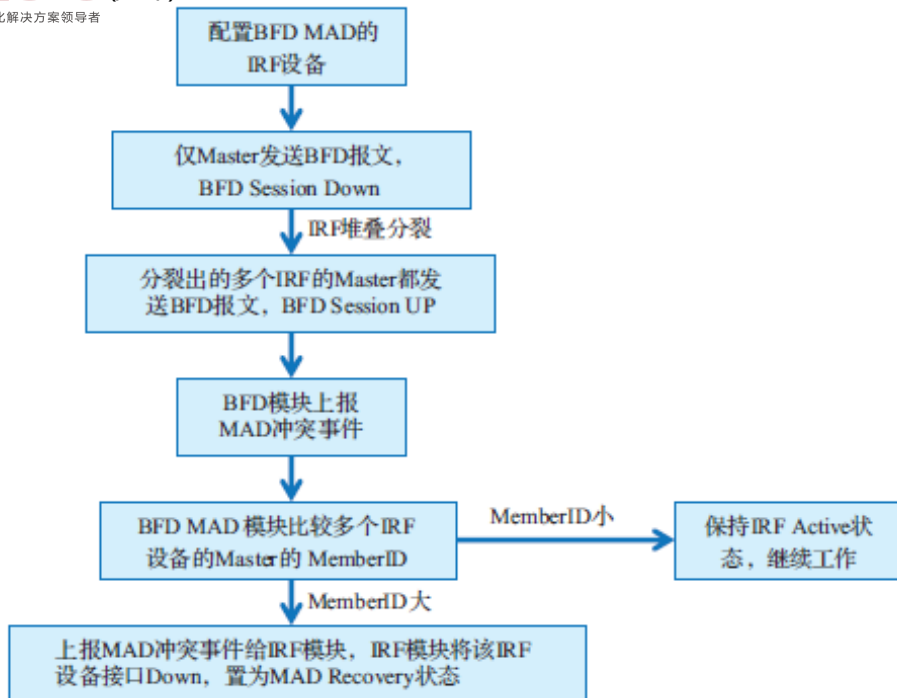 化解决方案领导者
配置BFD MAD的
IRF设备
仅Master发送BFD报文，
BFD Session Down
IRF堆叠分裂
分裂出的多个IRF的Master都发
送BFD报文，BFD Session UP
BFD模块上报
MAD冲突事件
BFD MAD 模块比较多个IRF
设备的Master的 MemberID
MemberID小
保持IRF Active状
态，继续工作
MemberID大
上报MAD冲突事件给IRF模块，IRF模块将该IRF
设备接口Down，置为MAD Recovery状态